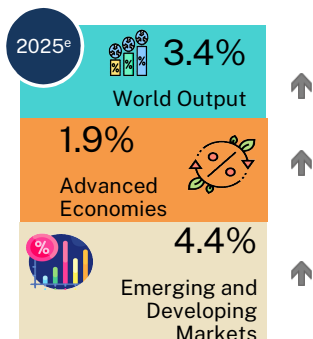 2025ᵉ
3.4%
World Output
1.9%
Advanced
Economies
4.4%
Emerging and
Developing
Markets